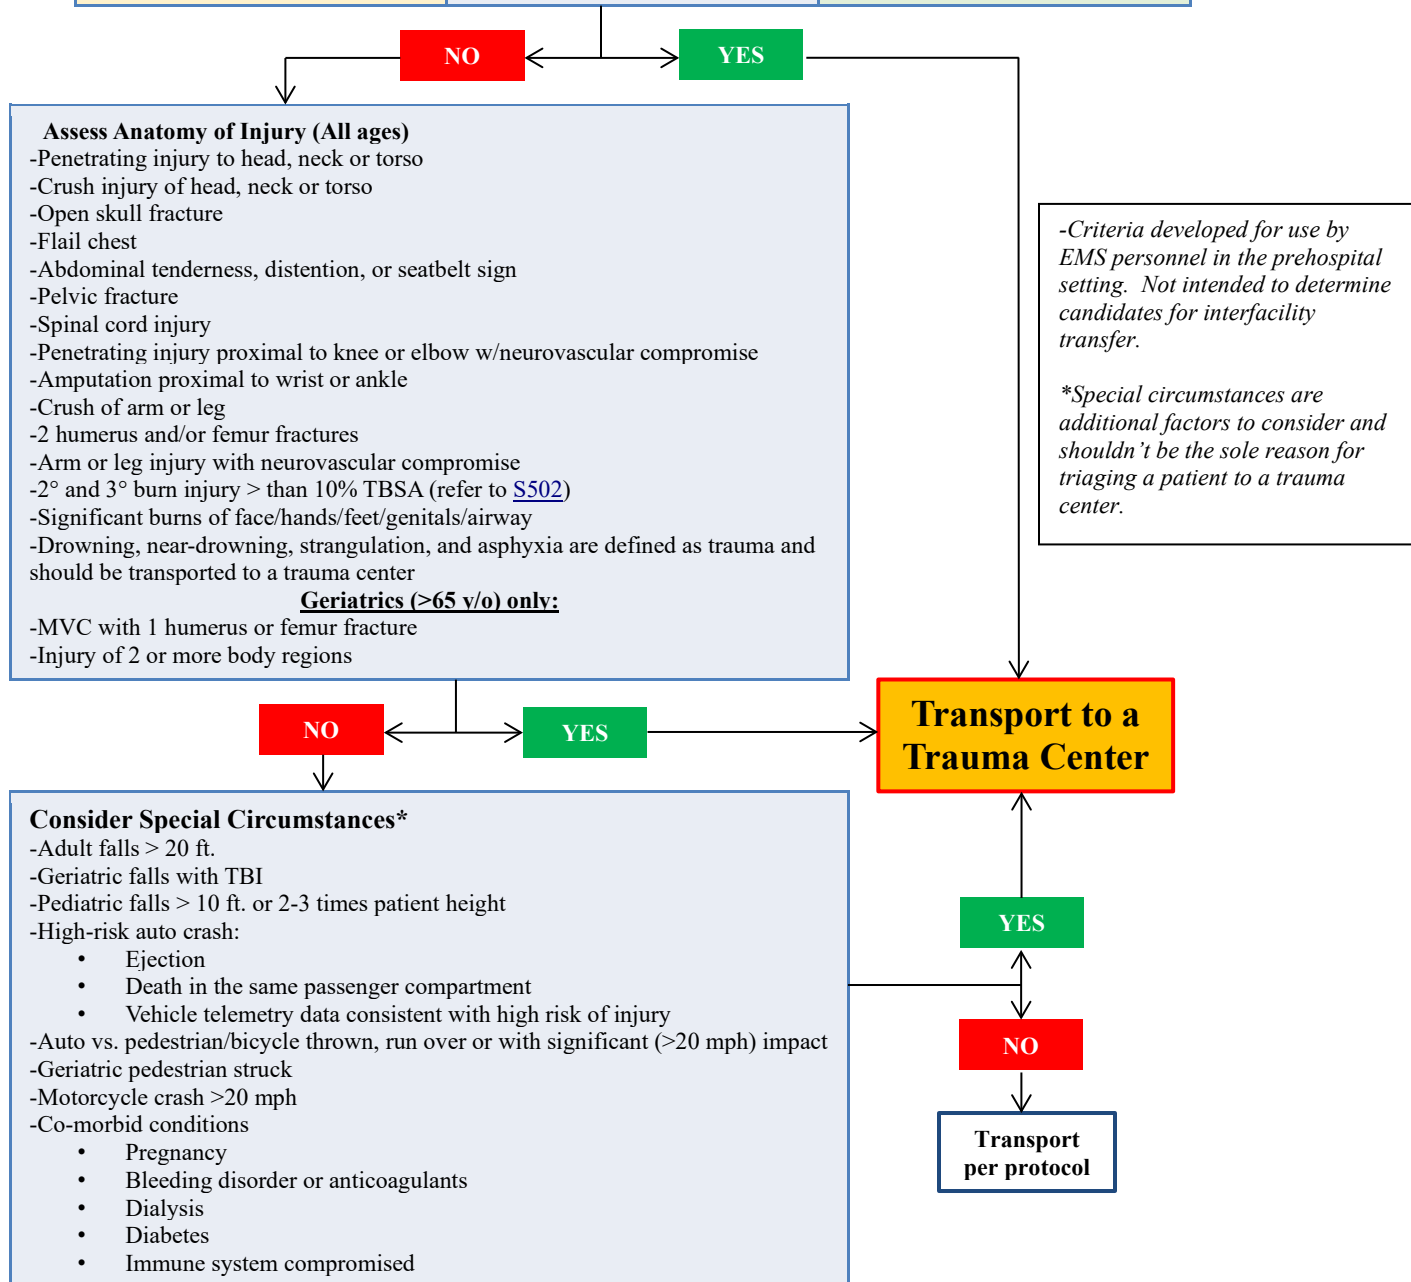 NO
YES
Assess Anatomy of Injury (All ages)
-Penetrating injury to head, neck or torso
-Crush injury of head, neck or torso
-Open skull fracture
-Flail chest
-Abdominal tenderness, distention, or seatbelt sign
-Pelvic fracture
-Spinal cord injury
-Penetrating injury proximal to knee or elbow w/neurovascular compromise
-Amputation proximal to wrist or ankle
-Crush of arm or leg
-2 humerus and/or femur fractures
-Arm or leg injury with neurovascular compromise
-2° and 3° burn injury > than 10% TBSA (refer to S502)
-Significant burns of face/hands/feet/genitals/airway
-Drowning, near-drowning, strangulation, and asphyxia are defined as trauma and
should be transported to a trauma center
Geriatrics (>65 y/o) only:
-MVC with 1 humerus or femur fracture
-Injury of 2 or more body regions
-Criteria developed for use by
EMS personnel in the prehospital
setting. Not intended to determine
candidates for interfacility
transfer.
*Special circumstances are
additional factors to consider and
shouldn’t be the sole reason for
triaging a patient to a trauma
center.
NO
YES
Transport to a
Trauma Center
Consider Special Circumstances*
-Adult falls > 20 ft.
-Geriatric falls with TBI
-Pediatric falls > 10 ft. or 2-3 times patient height
-High-risk auto crash:
• Ejection
• Death in the same passenger compartment
• Vehicle telemetry data consistent with high risk of injury
-Auto vs. pedestrian/bicycle thrown, run over or with significant (>20 mph) impact
-Geriatric pedestrian struck
-Motorcycle crash >20 mph
-Co-morbid conditions
• Pregnancy
• Bleeding disorder or anticoagulants
• Dialysis
• Diabetes
• Immune system compromised
YES
NO
Transport
per protocol